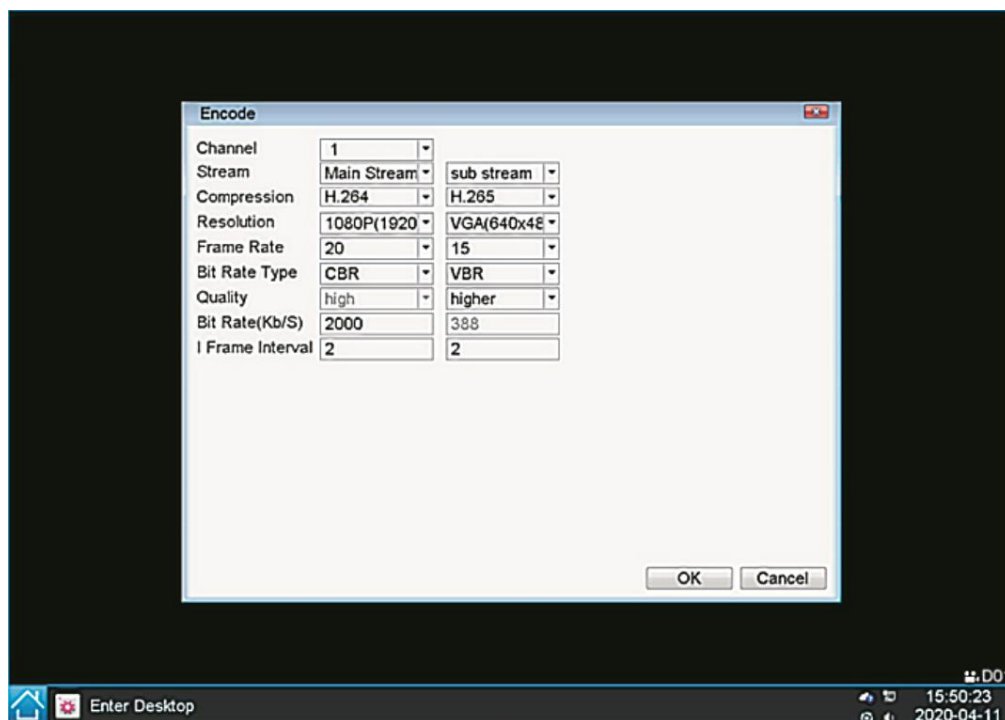 Encode
Channel 1
Stream Main Stream sub stream
Compression H.264 H.265
Resolution 1080P(1920 VGA(640x48
Frame Rate 20 15
Bit Rate Type CBR VBR
Quality high higher
Bit Rate(Kb/S) 2000 388
I Frame Interval 2 2
OK Cancel
D01
Enter Desktop 15:50:23
2020-04-11